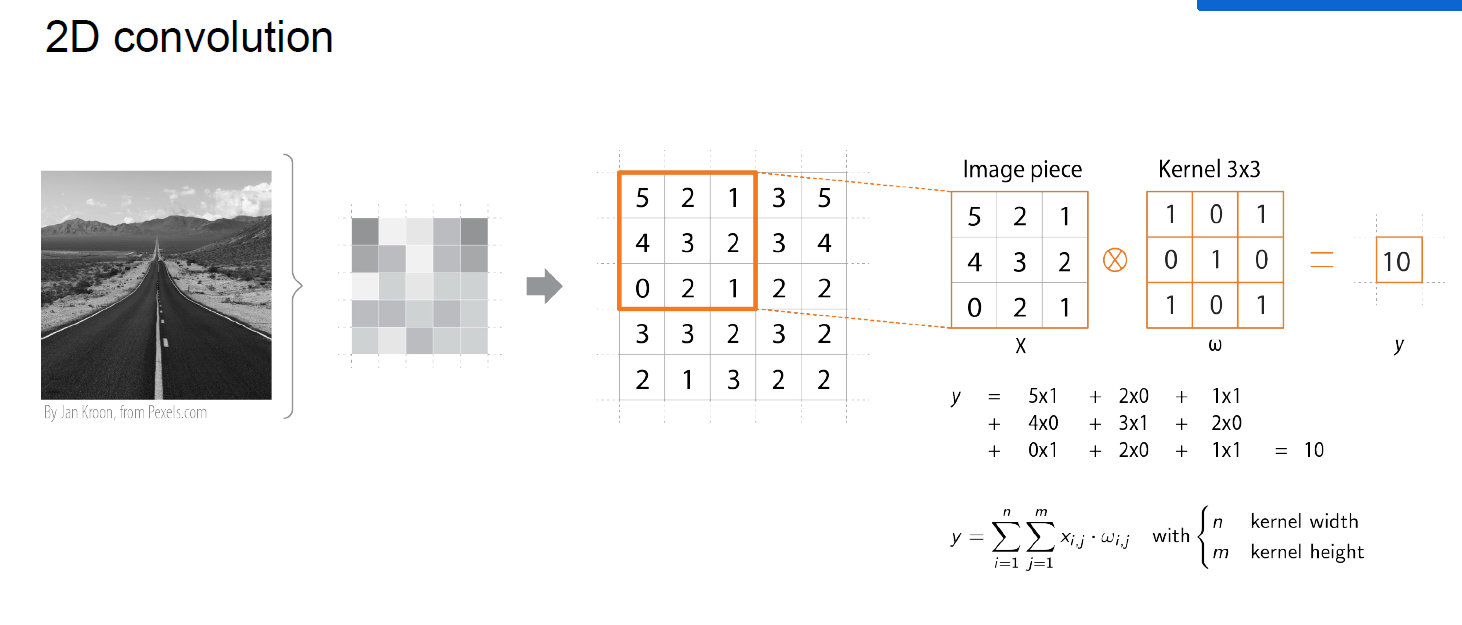 2D convolution
Image piece
Kernel 3x3
5 2 1 3 5
4 3 2 3 4
0 2 1 2 2
3 3 2 3 2
2 1 3 2 2
5 2 1
4 3 2
0 2 1
X
⊗
1 0 1
0 1 0
1 0 1
ω
=
10
y
By Jan Kroon, from Pexels.com
y = 5x1 + 2x0 + 1x1
+ 4x0 + 3x1 + 2x0
+ 0x1 + 2x0 + 1x1 = 10
n m
y = ∑ ∑ x_{i,j} · ω_{i,j} with { n kernel width
m kernel height
i=1 j=1